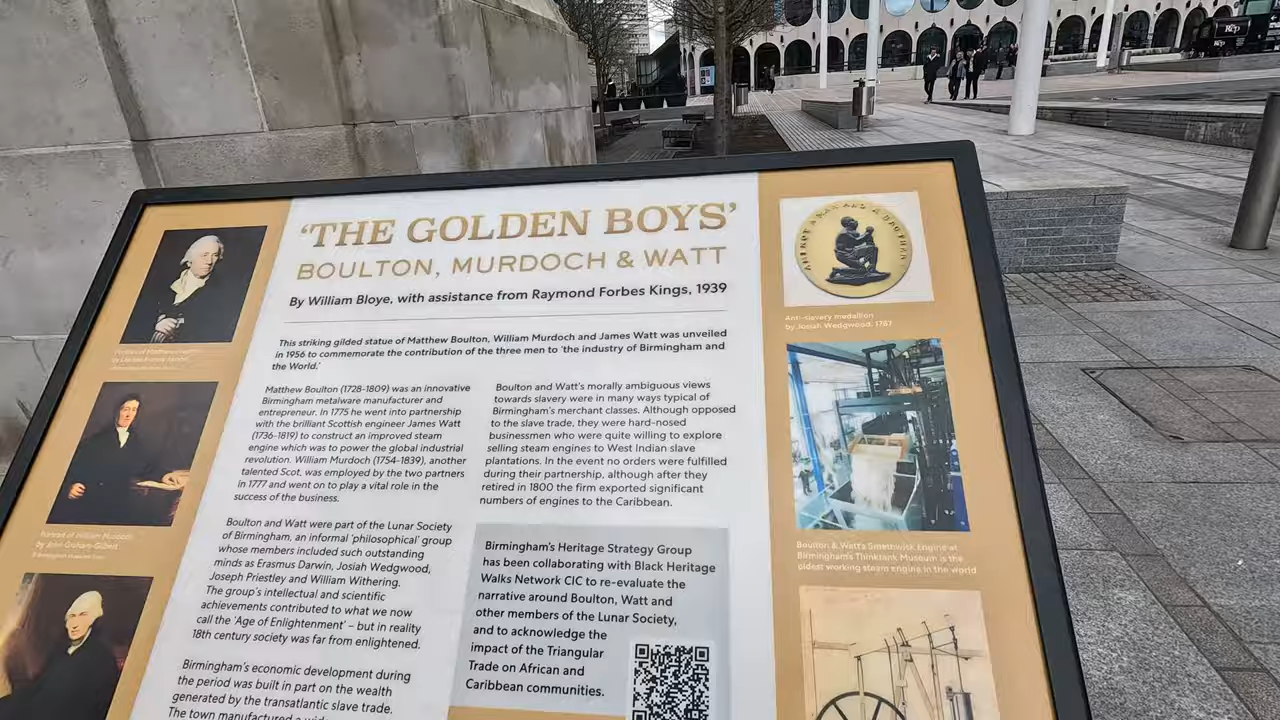 'THE GOLDEN BOYS'
BOULTON, MURDOCH & WATT
By William Bloye, with assistance from Raymond Forbes Kings, 1939
This striking gilded statue of Matthew Boulton, William Murdoch and James Watt was unveiled
in 1956 to commemorate the contribution of the three men to 'the industry of Birmingham and
the World.'
Matthew Boulton (1728-1809) was an innovative
Birmingham metalware manufacturer and
entrepreneur. In 1775 he went into partnership
with the brilliant Scottish engineer James Watt
(1736-1819) to construct an improved steam
engine which was to power the global industrial
revolution. William Murdoch (1754-1839), another
talented Scot, was employed by the two partners
in 1777 and went on to play a vital role in the
success of the business.
Boulton and Watt were part of the Lunar Society
of Birmingham, an informal 'philosophical' group
whose members included such outstanding
minds as Erasmus Darwin, Josiah Wedgwood,
Joseph Priestley and William Withering.
The group's intellectual and scientific
achievements contributed to what we now
call the 'Age of Enlightenment' – but in reality
18th century society was far from enlightened.
Birmingham's economic development during
the period was built in part on the wealth
generated by the transatlantic slave trade.
The town manufactured a wide
Boulton and Watt's morally ambiguous views
towards slavery were in many ways typical of
Birmingham's merchant classes. Although opposed
to the slave trade, they were hard-nosed
businessmen who were quite willing to explore
selling steam engines to West Indian slave
plantations. In the event no orders were fulfilled
during their partnership, although after they
retired in 1800 the firm exported significant
numbers of engines to the Caribbean.
Birmingham's Heritage Strategy Group
has been collaborating with Black Heritage
Walks Network CIC to re-evaluate the
narrative around Boulton, Watt and
other members of the Lunar Society,
and to acknowledge the
impact of the Triangular
Trade on African and
Caribbean communities.
Portrait of William Murdoch
by John Graham-Gilbert
Anti-slavery medallion
by Josiah Wedgwood, 1787
Boulton & Watt's Smethwick Engine at
Birmingham's Thinktank Museum is the
oldest working steam engine in the world